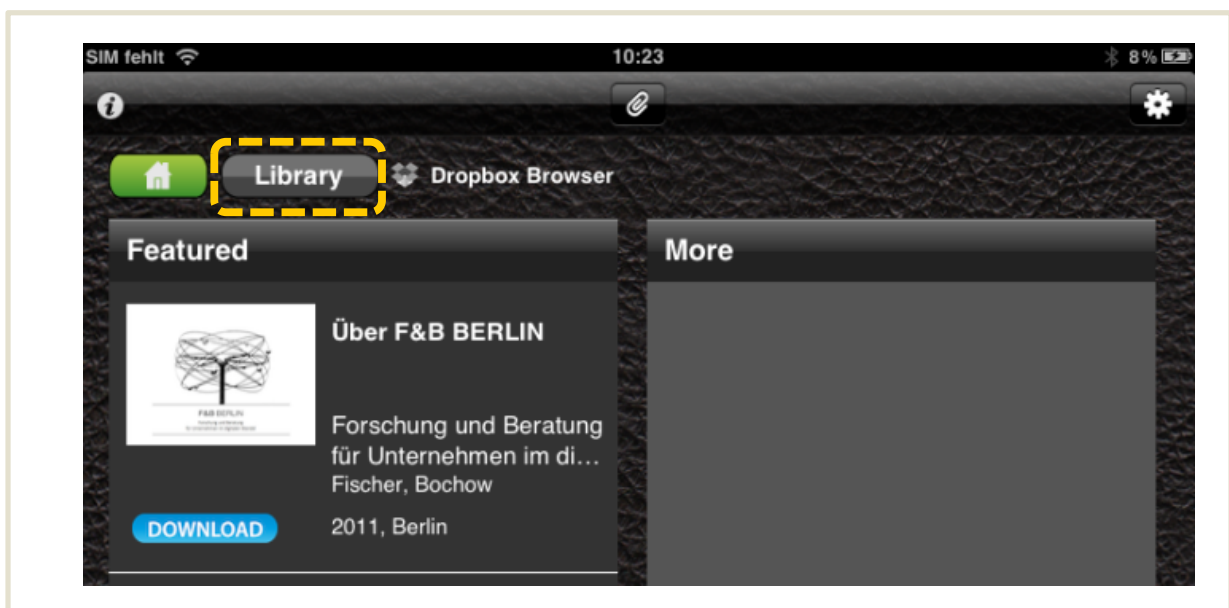 SIM fehlt 10:23 8%
Library Dropbox Browser
Featured
More
Über F&B BERLIN
F&B BERLIN
Forschung und Beratung
für Unternehmen im di...
Fischer, Bochow
DOWNLOAD 2011, Berlin